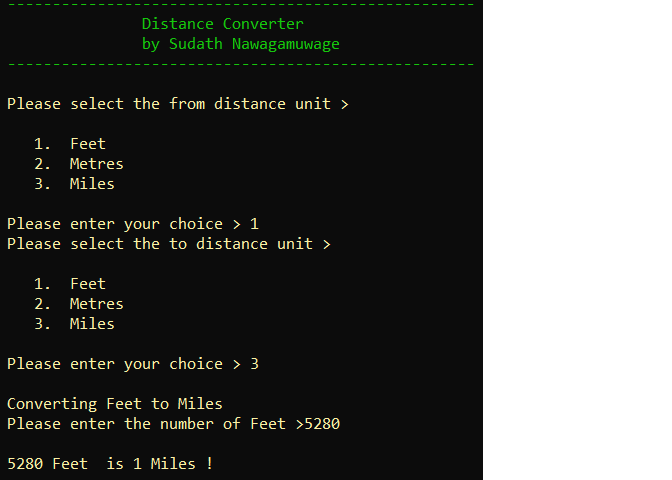 ----------------------------------------------------
Distance Converter
by Sudath Nawagamuwage
----------------------------------------------------
Please select the from distance unit >
1. Feet
2. Metres
3. Miles
Please enter your choice > 1
Please select the to distance unit >
1. Feet
2. Metres
3. Miles
Please enter your choice > 3
Converting Feet to Miles
Please enter the number of Feet >5280
5280 Feet  is 1 Miles !